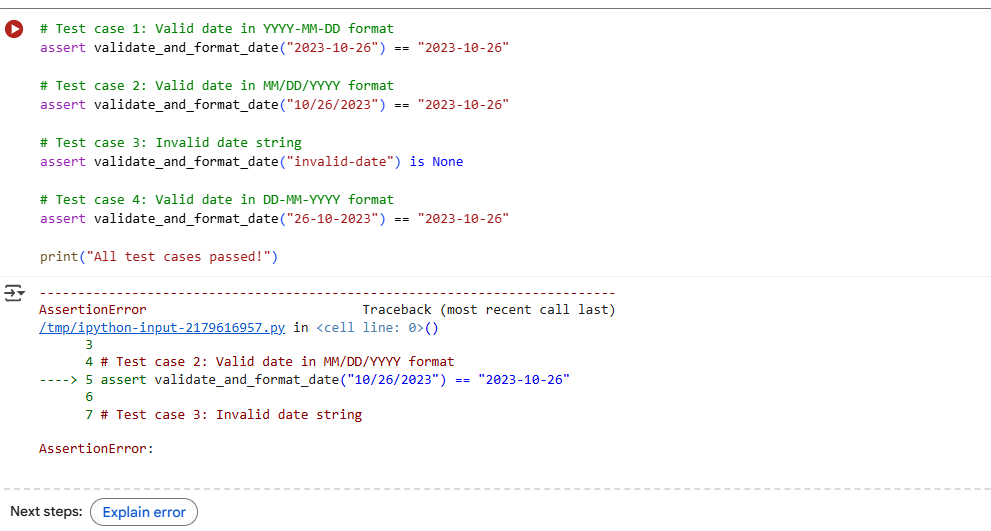 # Test case 1: Valid date in YYYY-MM-DD format
assert validate_and_format_date("2023-10-26") == "2023-10-26"
# Test case 2: Valid date in MM/DD/YYYY format
assert validate_and_format_date("10/26/2023") == "2023-10-26"
# Test case 3: Invalid date string
assert validate_and_format_date("invalid-date") is None
# Test case 4: Valid date in DD-MM-YYYY format
assert validate_and_format_date("26-10-2023") == "2023-10-26"
print("All test cases passed!")
---------------------------------------------------------------------------
AssertionError                            Traceback (most recent call last)
/tmp/ipython-input-2179616957.py in <cell line: 0>()
3
4 # Test case 2: Valid date in MM/DD/YYYY format
----> 5 assert validate_and_format_date("10/26/2023") == "2023-10-26"
6
7 # Test case 3: Invalid date string
AssertionError:
Next steps: Explain error